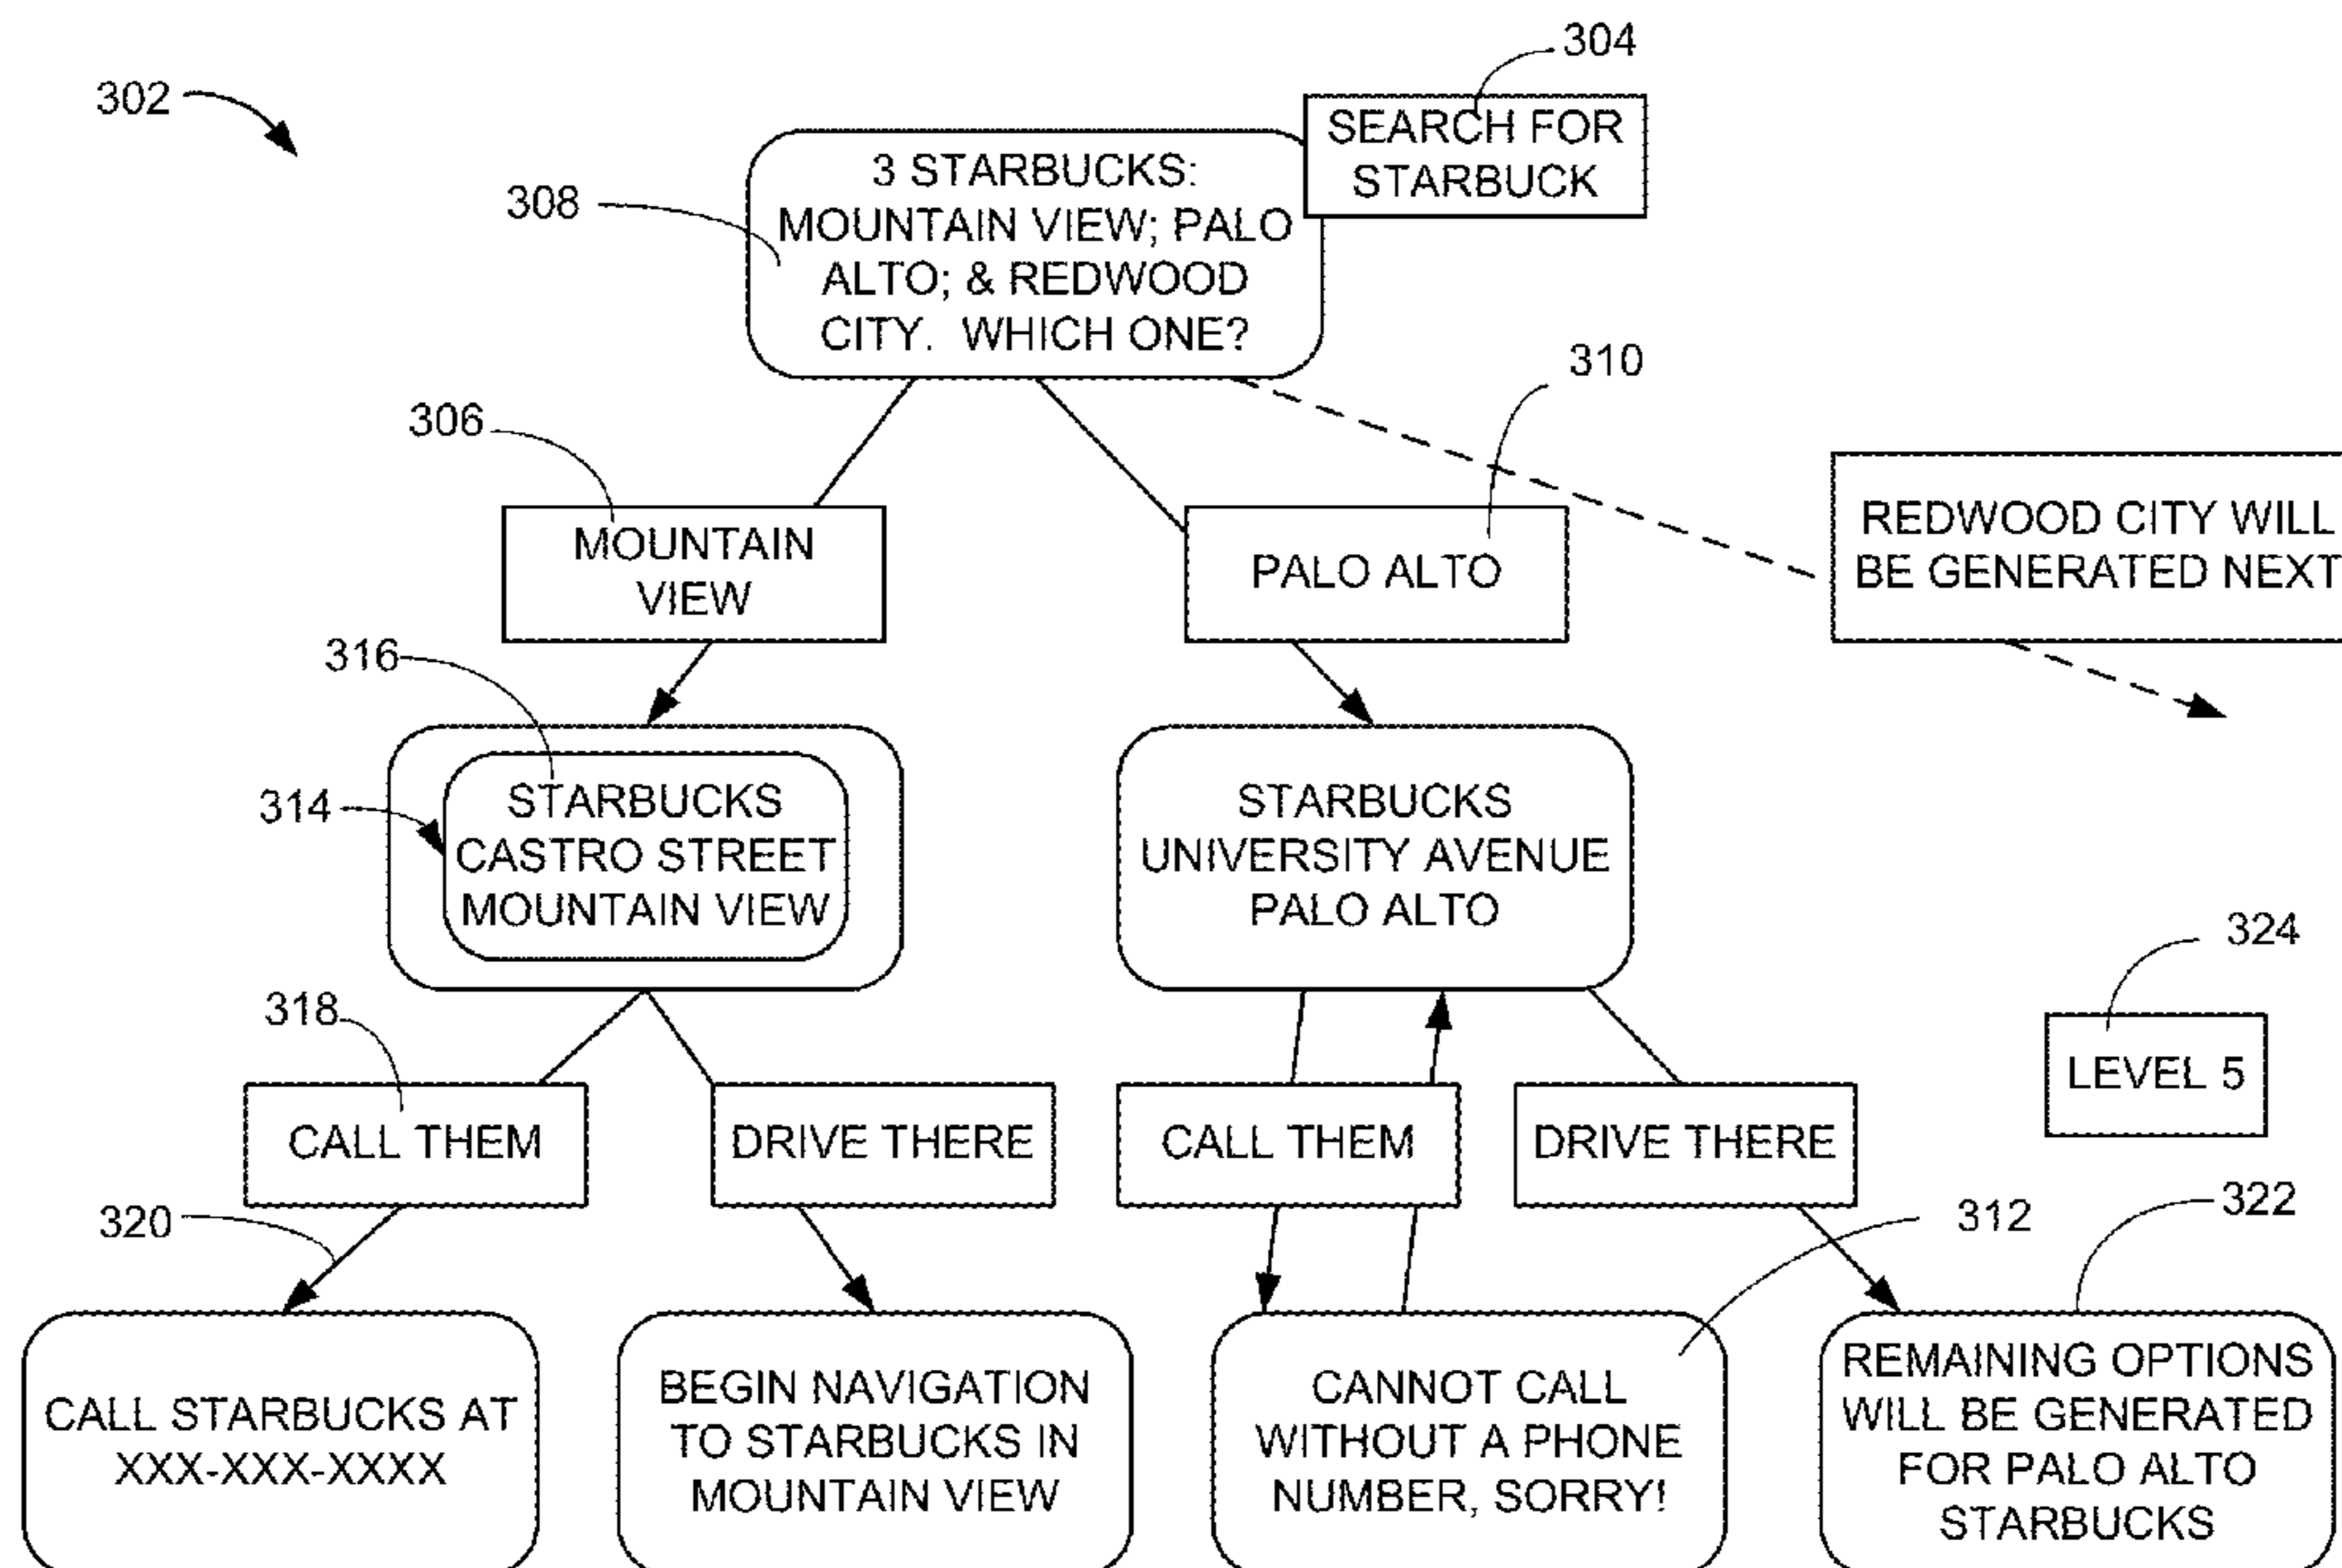 304
302
SEARCH FOR
STARBUCK
308
3 STARBUCKS:
MOUNTAIN VIEW; PALO
ALTO; & REDWOOD
CITY. WHICH ONE?
310
306
MOUNTAIN
VIEW
PALO ALTO
REDWOOD CITY WILL
BE GENERATED NEXT
316
314
STARBUCKS
CASTRO STREET
MOUNTAIN VIEW
STARBUCKS
UNIVERSITY AVENUE
PALO ALTO
324
LEVEL 5
318
CALL THEM
DRIVE THERE
CALL THEM
DRIVE THERE
320
312
322
CALL STARBUCKS AT
XXX-XXX-XXXX
BEGIN NAVIGATION
TO STARBUCKS IN
MOUNTAIN VIEW
CANNOT CALL
WITHOUT A PHONE
NUMBER, SORRY!
REMAINING OPTIONS
WILL BE GENERATED
FOR PALO ALTO
STARBUCKS